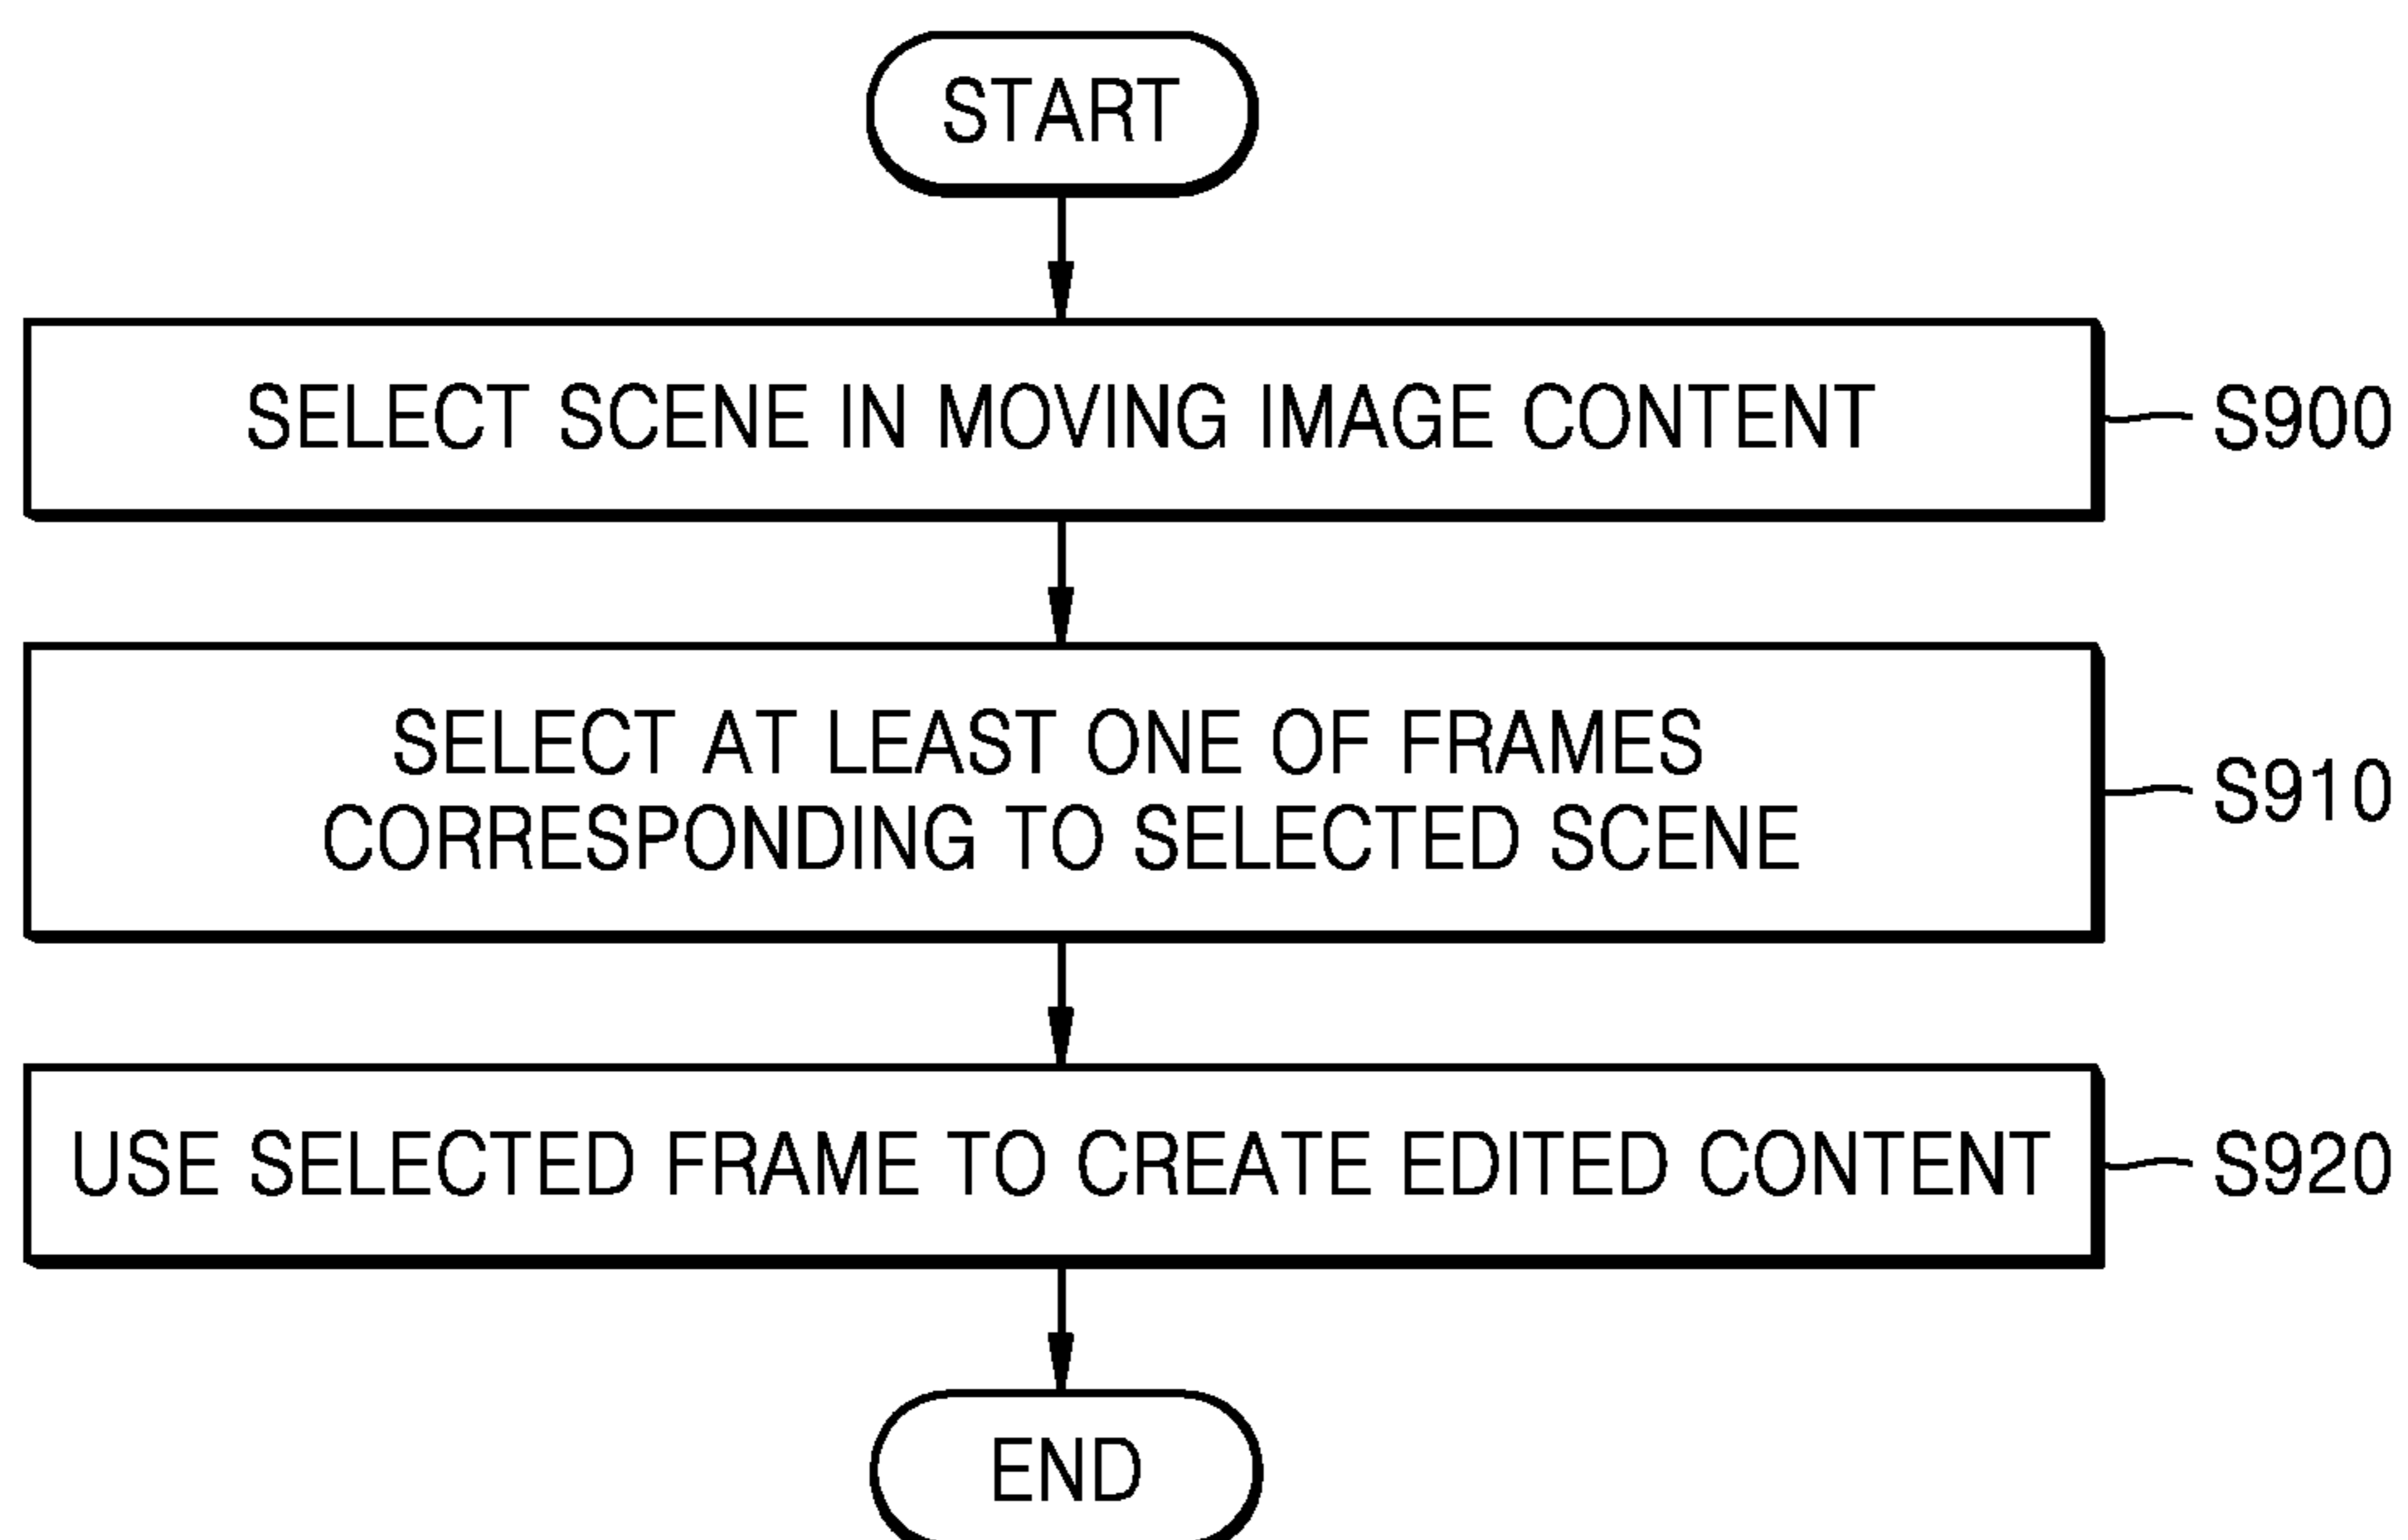 START
SELECT SCENE IN MOVING IMAGE CONTENT
S900
SELECT AT LEAST ONE OF FRAMES
CORRESPONDING TO SELECTED SCENE
S910
USE SELECTED FRAME TO CREATE EDITED CONTENT
S920
END